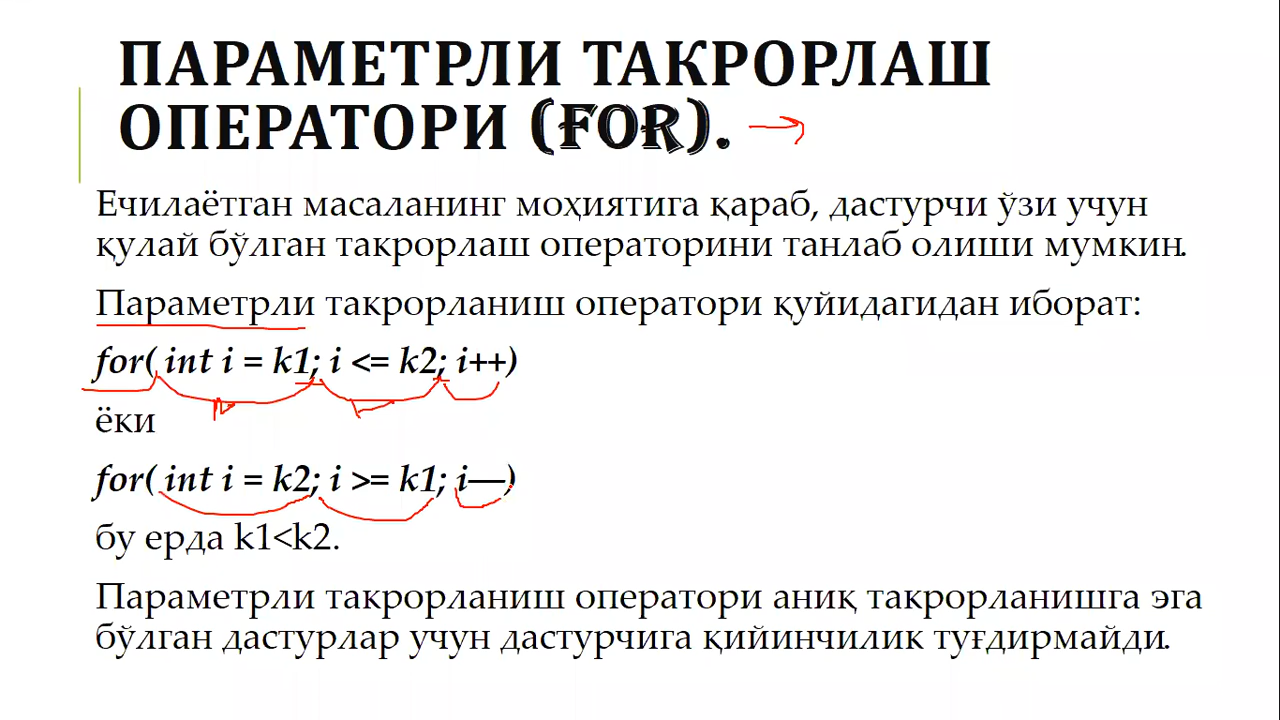 ПАРАМЕТРЛИ ТАКРОРЛАШ
ОПЕРАТОРИ (FOR).
Ечилаётган масаланинг моҳиятига қараб, дастурчи ўзи учун
қулай бўлган такрорлаш операторини танлаб олиши мумкин.
Параметрли такрорланиш оператори қуйидагидан иборат:
for( int i = k1; i <= k2; i++)
ёки
for( int i = k2; i >= k1; i—)
бу ерда k1<k2.
Параметрли такрорланиш оператори аниқ такрорланишга эга
бўлган дастурлар учун дастурчига қийинчилик туғдирмайди.